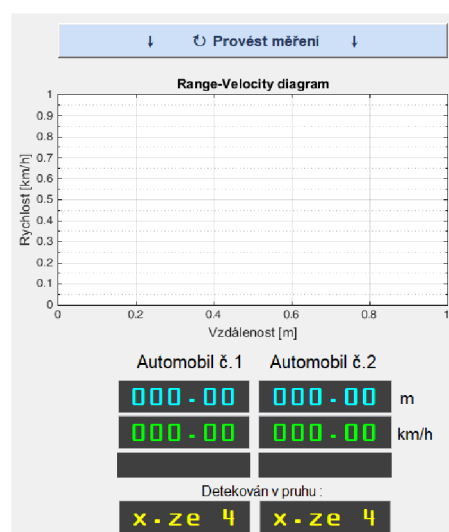 ↓ ↻ Provést měření ↓
Range-Velocity diagram
1
0.9
0.8
0.7
0.6
0.5
0.4
0.3
0.2
0.1
0
Rychlost [km/h]
0 0.2 0.4 0.6 0.8 1
Vzdálenost [m]
Automobil č.1 Automobil č.2
000.00 000.00 m
000.00 000.00 km/h
Detekován v pruhu :
x.ze 4 x.ze 4